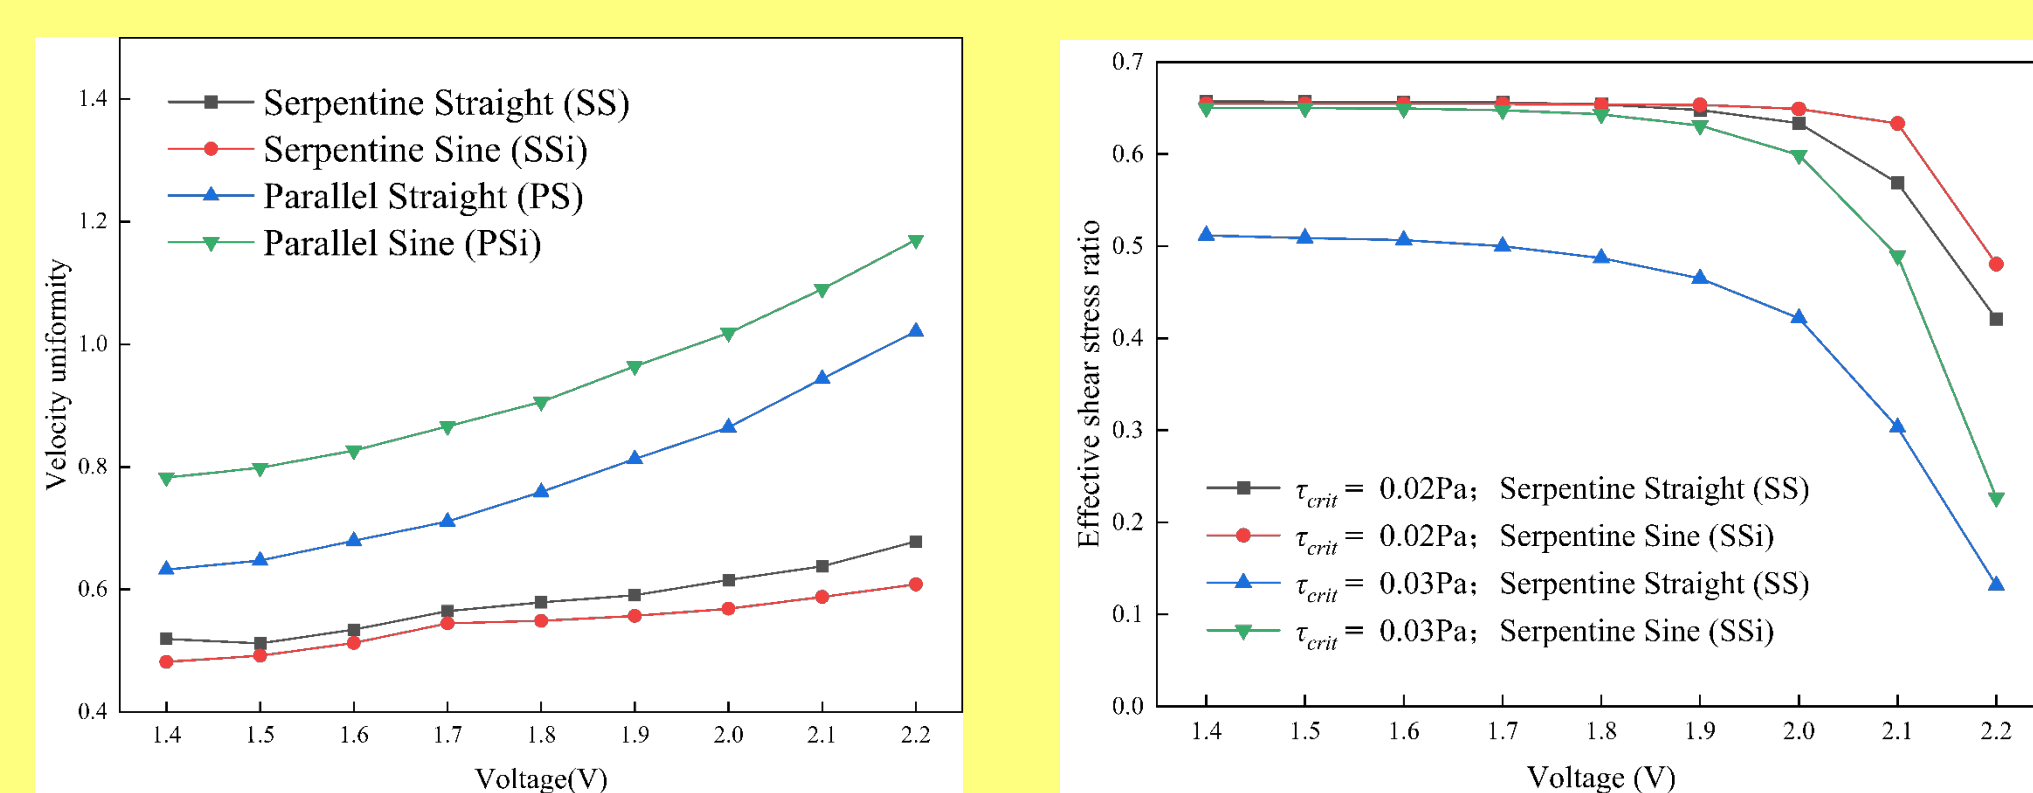 Velocity uniformity
1.4
1.2
1.0
0.8
0.6
0.4
Serpentine Straight (SS)
Serpentine Sine (SSi)
Parallel Straight (PS)
Parallel Sine (PSi)
1.4 1.5 1.6 1.7 1.8 1.9 2.0 2.1 2.2
Voltage(V)
Effective shear stress ratio
0.7
0.6
0.5
0.4
0.3
0.2
0.1
0.0
τcrit = 0.02Pa；Serpentine Straight (SS)
τcrit = 0.02Pa；Serpentine Sine (SSi)
τcrit = 0.03Pa；Serpentine Straight (SS)
τcrit = 0.03Pa；Serpentine Sine (SSi)
1.4 1.5 1.6 1.7 1.8 1.9 2.0 2.1 2.2
Voltage (V)